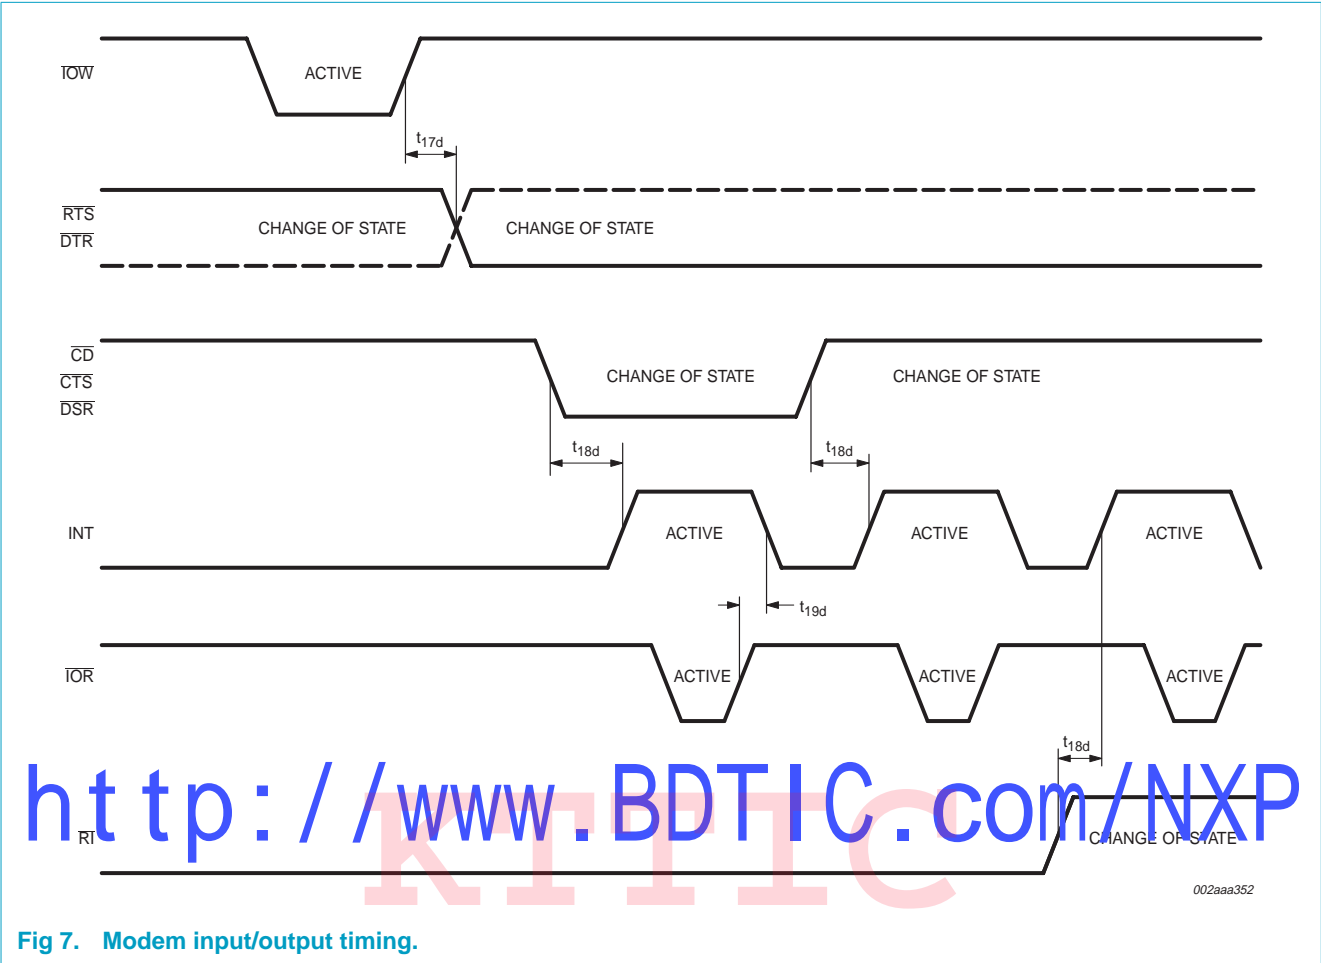 IOW
ACTIVE
t17d
RTS
DTR
CHANGE OF STATE
CHANGE OF STATE
CD
CTS
DSR
CHANGE OF STATE
CHANGE OF STATE
t18d
t18d
INT
ACTIVE
ACTIVE
ACTIVE
t19d
IOR
ACTIVE
ACTIVE
ACTIVE
t18d
http://www.BDTIC.com/NXP
KTTIC
RI
CHANGE OF STATE
002aaa352
Fig 7. Modem input/output timing.